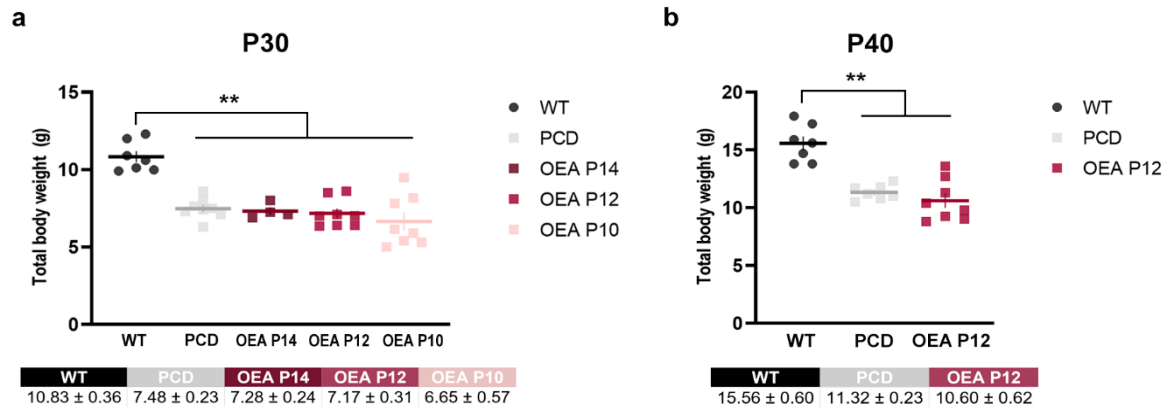 a
P30
Total body weight (g)
15
10
5
0
**
WT
PCD
OEA P14
OEA P12
OEA P10
WT PCD OEA P14 OEA P12 OEA P10
WT PCD OEA P14 OEA P12 OEA P10
10.83 ± 0.36 7.48 ± 0.23 7.28 ± 0.24 7.17 ± 0.31 6.65 ± 0.57
b
P40
Total body weight (g)
20
15
10
5
0
**
WT
PCD
OEA P12
WT PCD OEA P12
WT PCD OEA P12
15.56 ± 0.60 11.32 ± 0.23 10.60 ± 0.62